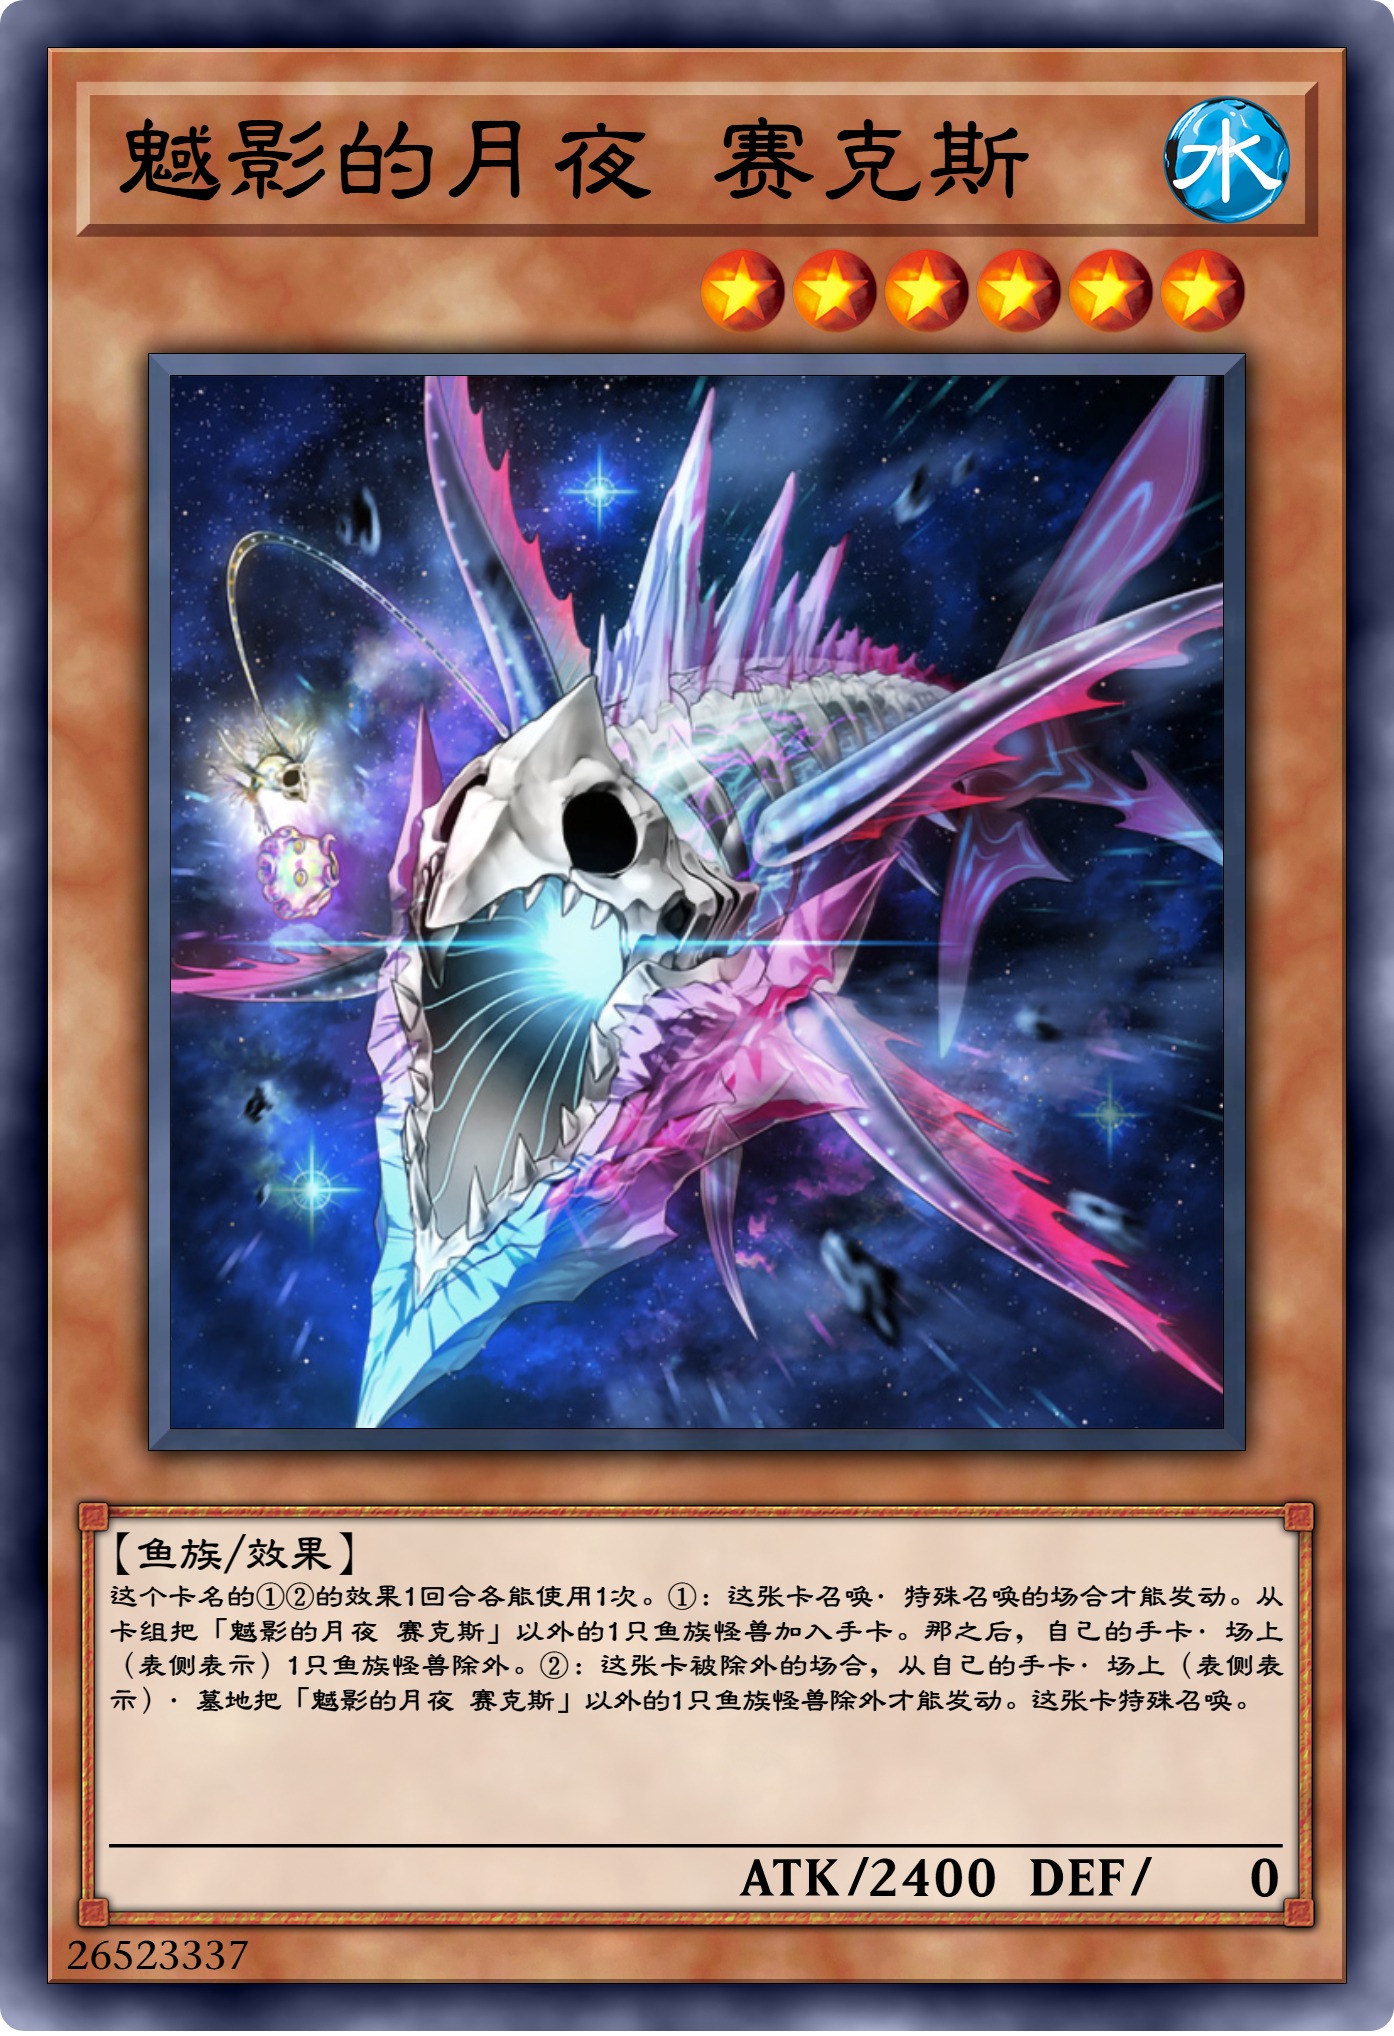 魊影的月夜 赛克斯
水
【鱼族/效果】
这个卡名的①②的效果1回合各能使用1次。①：这张卡召唤·特殊召唤的场合才能发动。从
卡组把「魊影的月夜 赛克斯」以外的1只鱼族怪兽加入手卡。那之后，自己的手卡·场上
（表侧表示）1只鱼族怪兽除外。②：这张卡被除外的场合，从自己的手卡·场上（表侧表
示）·墓地把「魊影的月夜 赛克斯」以外的1只鱼族怪兽除外才能发动。这张卡特殊召唤。
ATK/2400 DEF/ 0
26523337